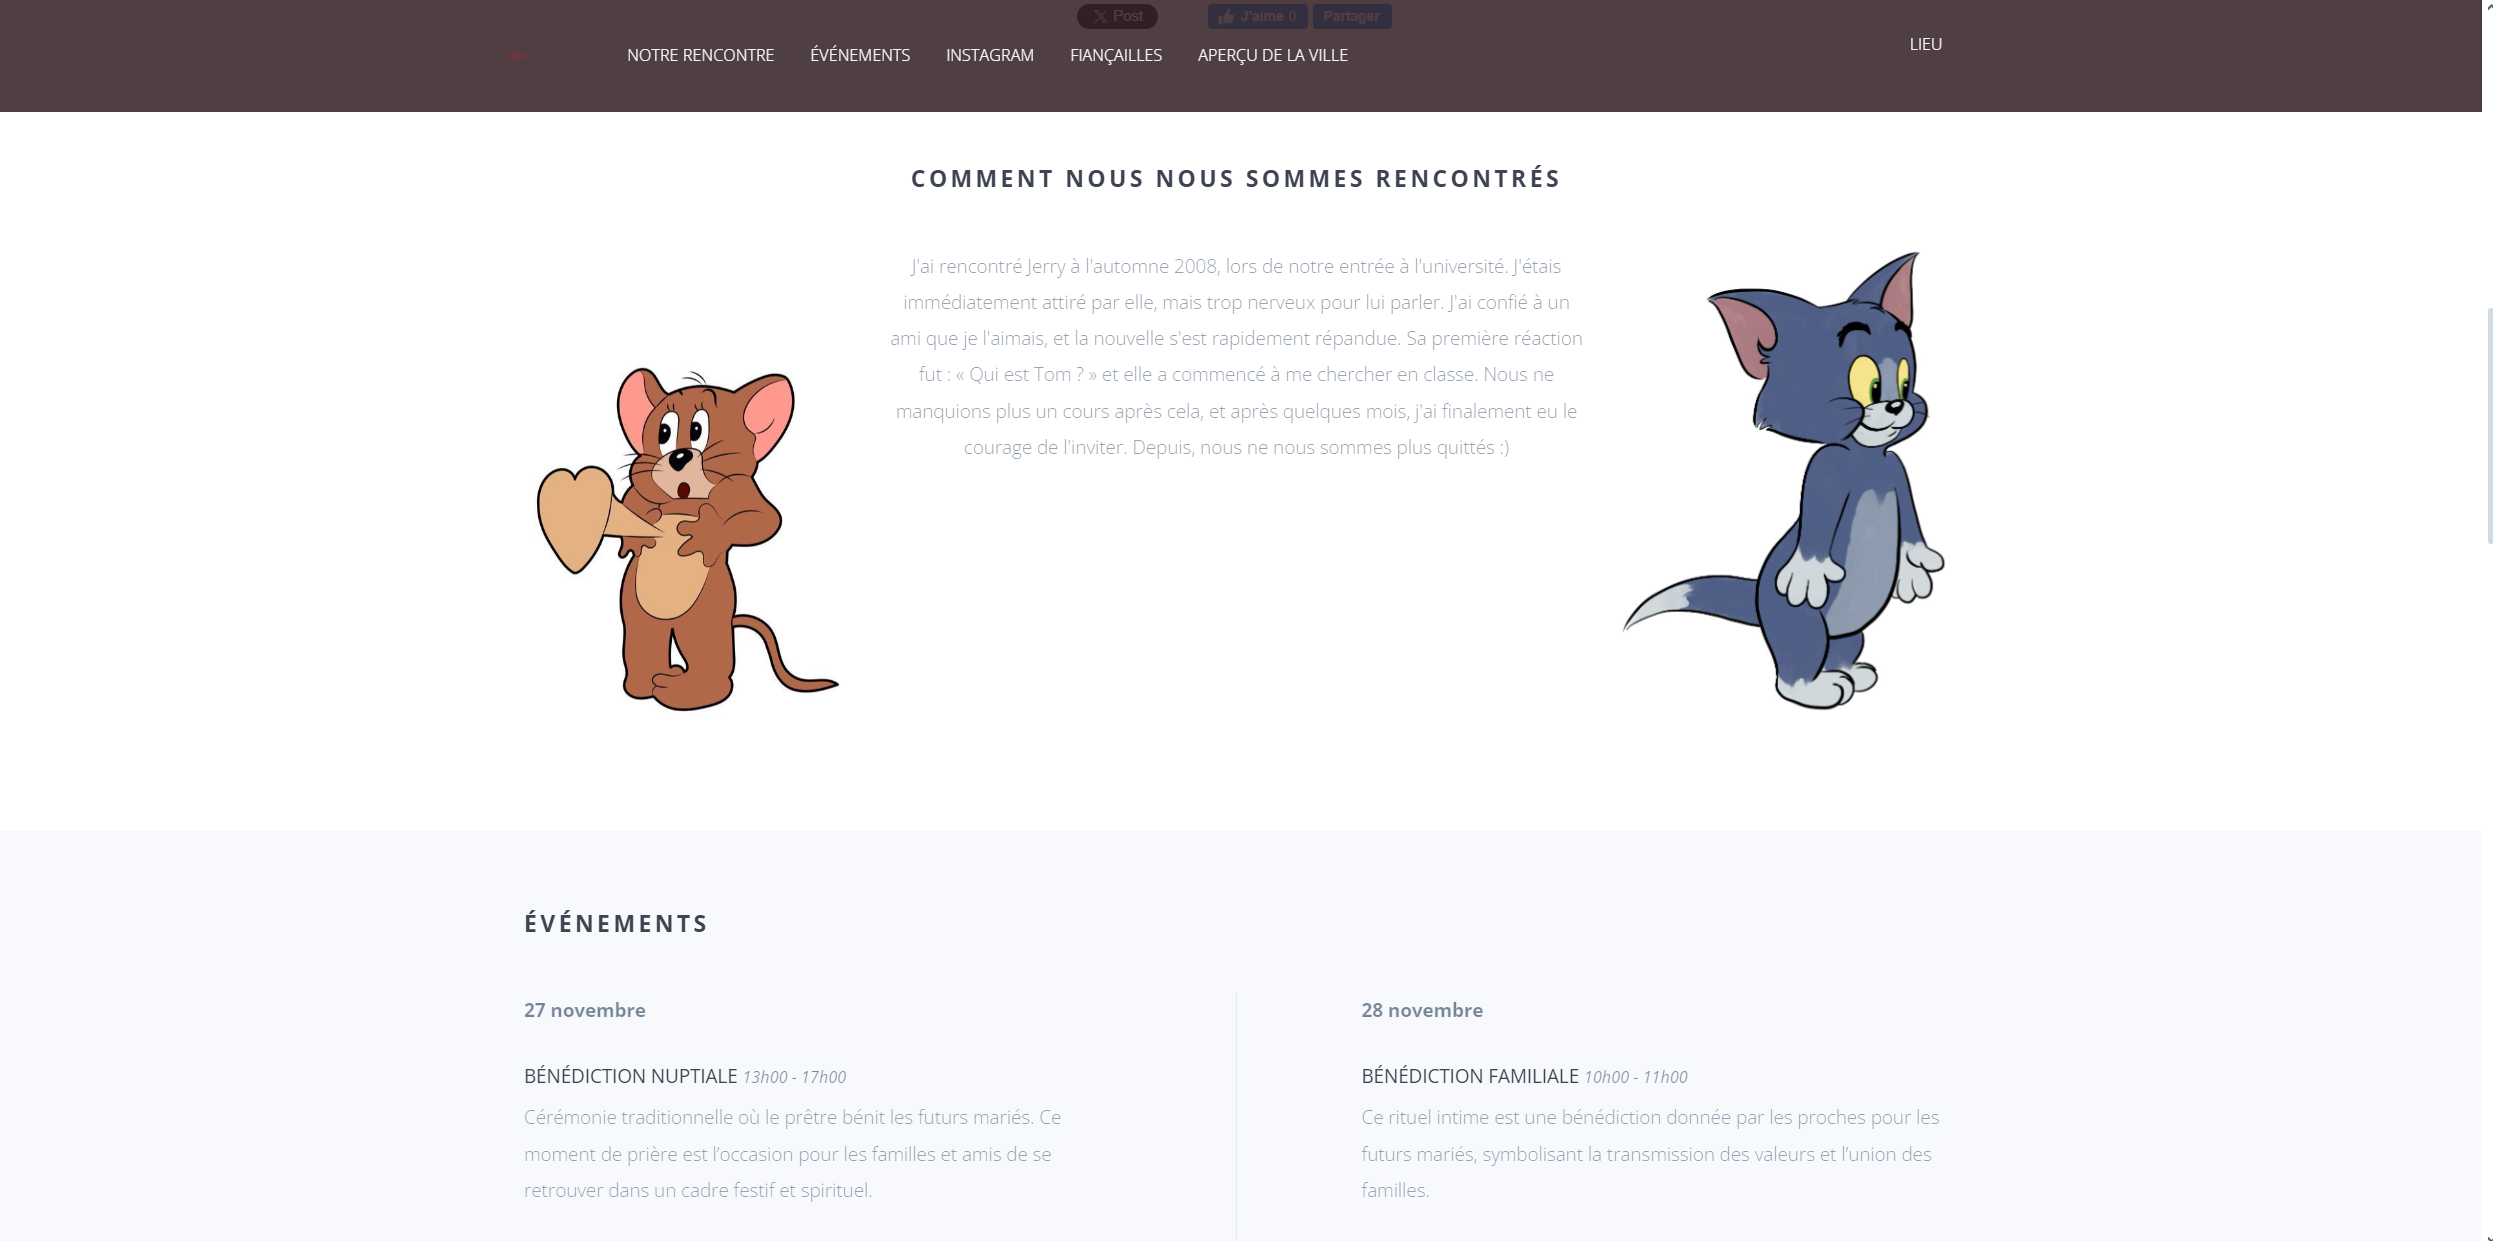 Post
J'aime 0
Partager
NOTRE RENCONTRE
ÉVÉNEMENTS
INSTAGRAM
FIANÇAILLES
APERÇU DE LA VILLE
LIEU
COMMENT NOUS NOUS SOMMES RENCONTRÉS
J'ai rencontré Jerry à l'automne 2008, lors de notre entrée à l'université. J'étais
immédiatement attiré par elle, mais trop nerveux pour lui parler. J'ai confié à un
ami que je l'aimais, et la nouvelle s'est rapidement répandue. Sa première réaction
fut : « Qui est Tom ? » et elle a commencé à me chercher en classe. Nous ne
manquions plus un cours après cela, et après quelques mois, j'ai finalement eu le
courage de l'inviter. Depuis, nous ne nous sommes plus quittés :)
ÉVÉNEMENTS
27 novembre
BÉNÉDICTION NUPTIALE 13h00 - 17h00
Cérémonie traditionnelle où le prêtre bénit les futurs mariés. Ce
moment de prière est l’occasion pour les familles et amis de se
retrouver dans un cadre festif et spirituel.
28 novembre
BÉNÉDICTION FAMILIALE 10h00 - 11h00
Ce rituel intime est une bénédiction donnée par les proches pour les
futurs mariés, symbolisant la transmission des valeurs et l’union des
familles.